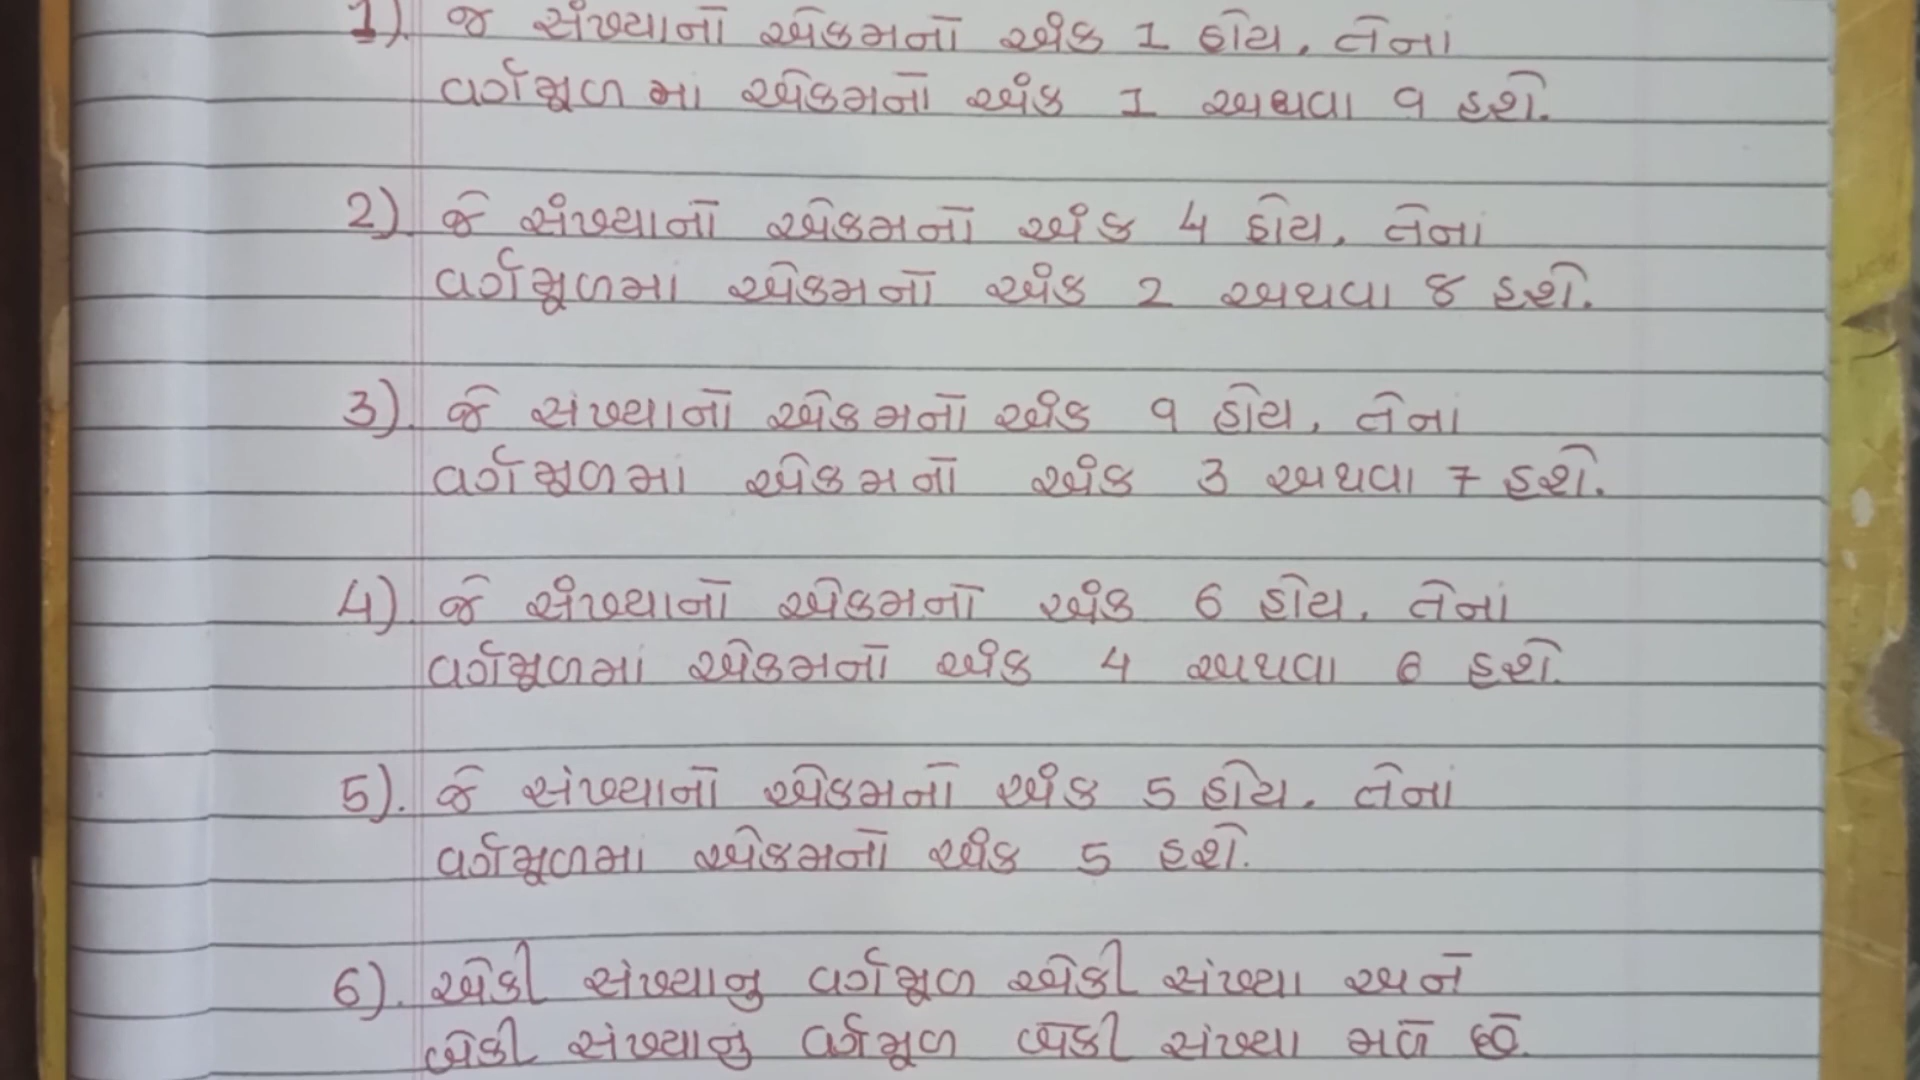 1). જે સંખ્યાનો એકમનો અંક 1 હોય, તેના
વર્ગમૂળ મા એકમનો અંક 1 અથવા 9 હશે.
2) જે સંખ્યાનો એકમનો અંક 4 હોય, તેનાં
વર્ગમૂળમા એકમનો અંક 2 અથવા 8 હશે.
3) જે સંખ્યાનો એકમનો અંક 9 હોય, તેના
વર્ગમૂળમા એકમનો અંક 3 અથવા 7 હશે.
4) જે સંખ્યાનો એકમનો અંક 6 હોય, તેનાં
વર્ગમૂળમાં એકમનો અંક 4 અથવા 6 હશે.
5). જે સંખ્યાનો એકમનો અંક 5 હોય, તેનાં
વર્ગમૂળમા એકમનો અંક 5 હશે.
6). એકી સંખ્યાનુ વર્ગમૂળ એકી સંખ્યા અને
બેકી સંખ્યાનું વર્ગમૂળ બેકી સંખ્યા મળે છે.